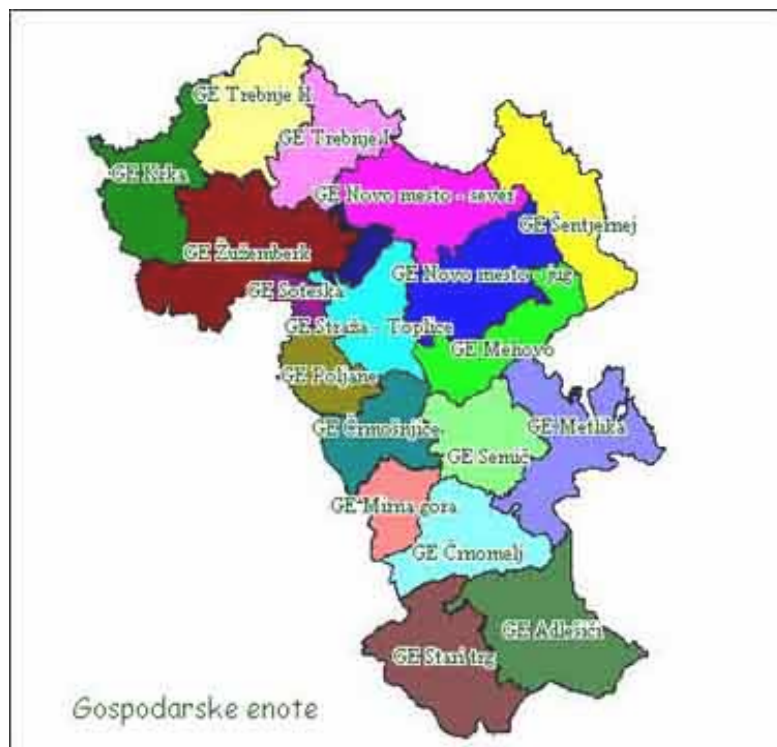 GE Trebnje II
GE Trebnje I
GE Krka
GE Novo mesto - sever
GE Šentjernej
GE Žužemberk
GE Novo mesto - jug
GE Soteska
GE Straža - Toplice
GE Mehovo
GE Poljane
GE Črmošnjice
GE Metlika
GE Semič
GE Mirna gora
GE Črnomelj
GE Adlešiči
GE Stari trg
Gospodarske enote